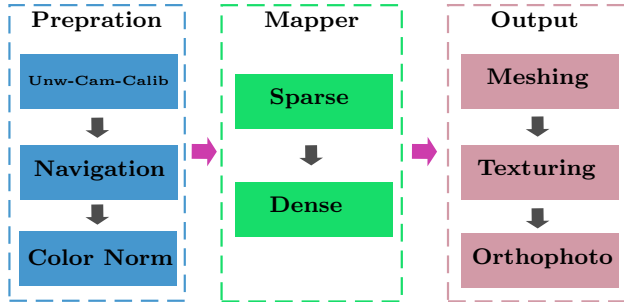 Prepration
Unw-Cam-Calib
Navigation
Color Norm
Mapper
Sparse
Dense
Output
Meshing
Texturing
Orthophoto